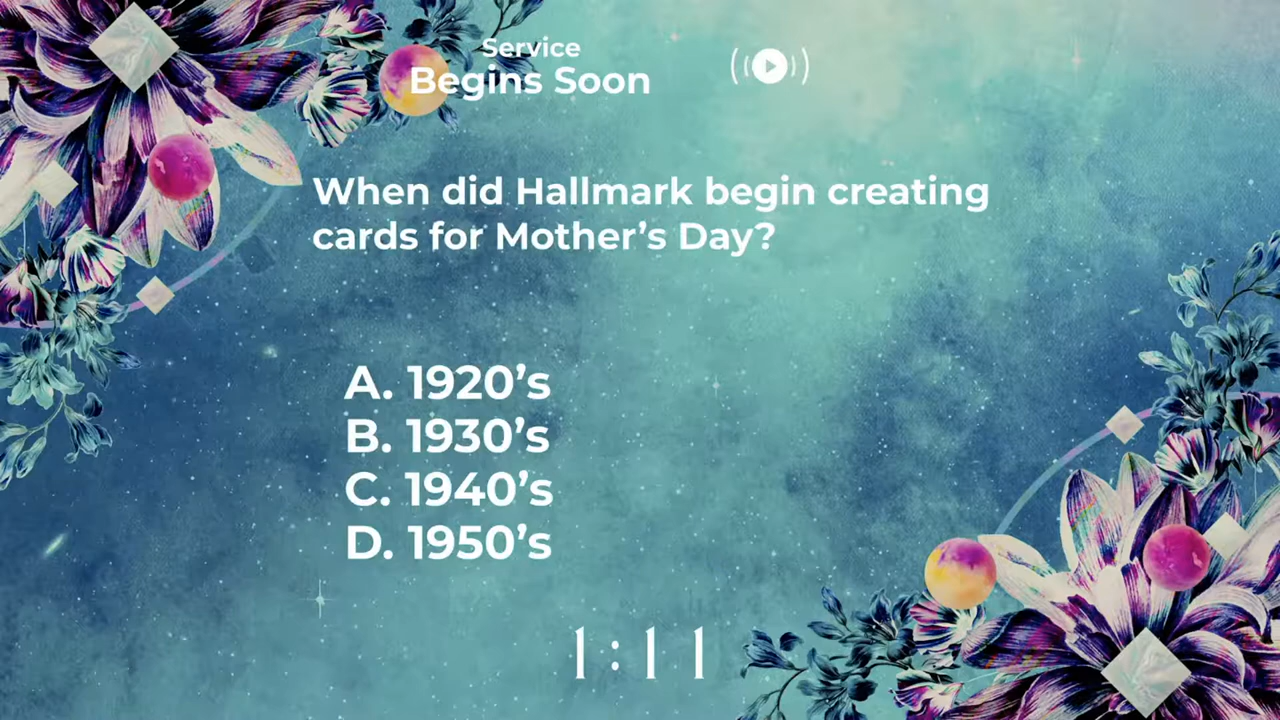 Service
Begins Soon
When did Hallmark begin creating
cards for Mother’s Day?
A. 1920’s
B. 1930’s
C. 1940’s
D. 1950’s
1:11